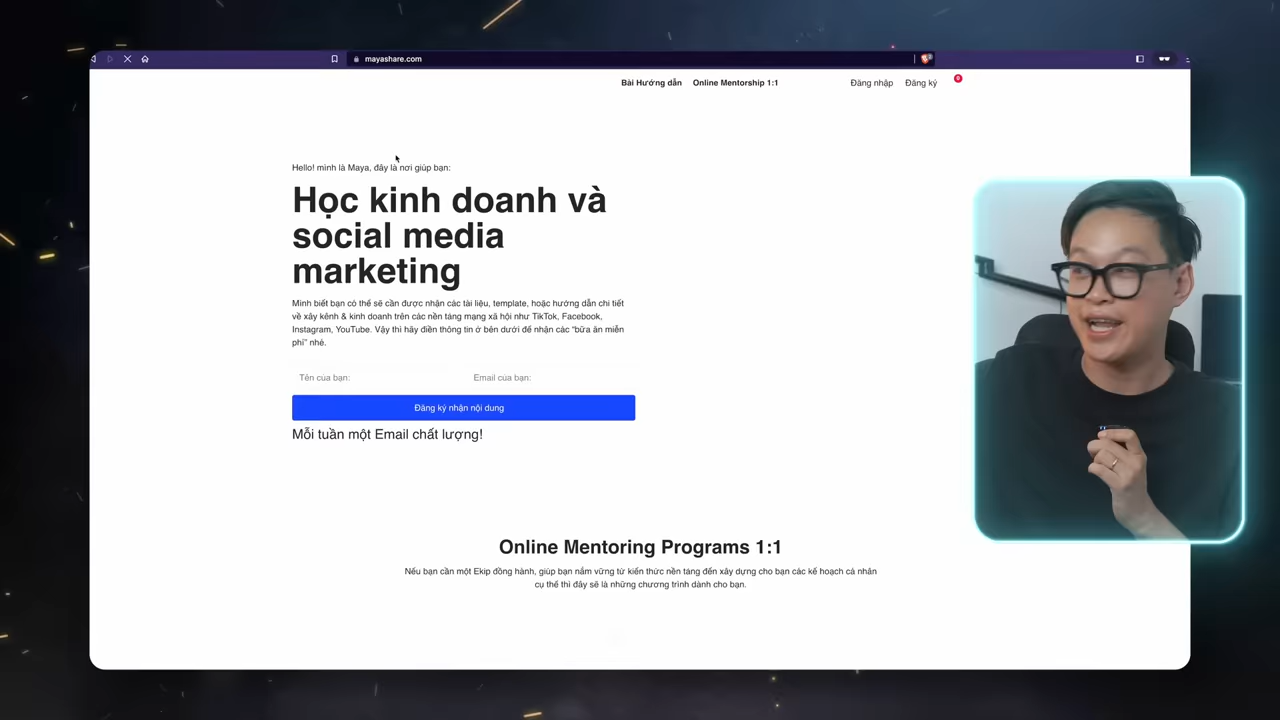 mayashare.com
Bài Hướng dẫn Online Mentorship 1:1 Đăng nhập Đăng ký 0
Hello! mình là Maya, đây là nơi giúp bạn:
Học kinh doanh và
social media
marketing
Mình biết bạn có thể sẽ cần được nhận các tài liệu, template, hoặc hướng dẫn chi tiết
về xây kênh & kinh doanh trên các nền tảng mạng xã hội như TikTok, Facebook,
Instagram, YouTube. Vậy thì hãy điền thông tin ở bên dưới để nhận các “bữa ăn miễn
phí” nhé.
Tên của bạn: Email của bạn:
Đăng ký nhận nội dung
Mỗi tuần một Email chất lượng!
Online Mentoring Programs 1:1
Nếu bạn cần một Ekip đồng hành, giúp bạn nắm vững từ kiến thức nền tảng đến xây dựng cho bạn các kế hoạch cá nhân
cụ thể thì đây sẽ là những chương trình dành cho bạn.